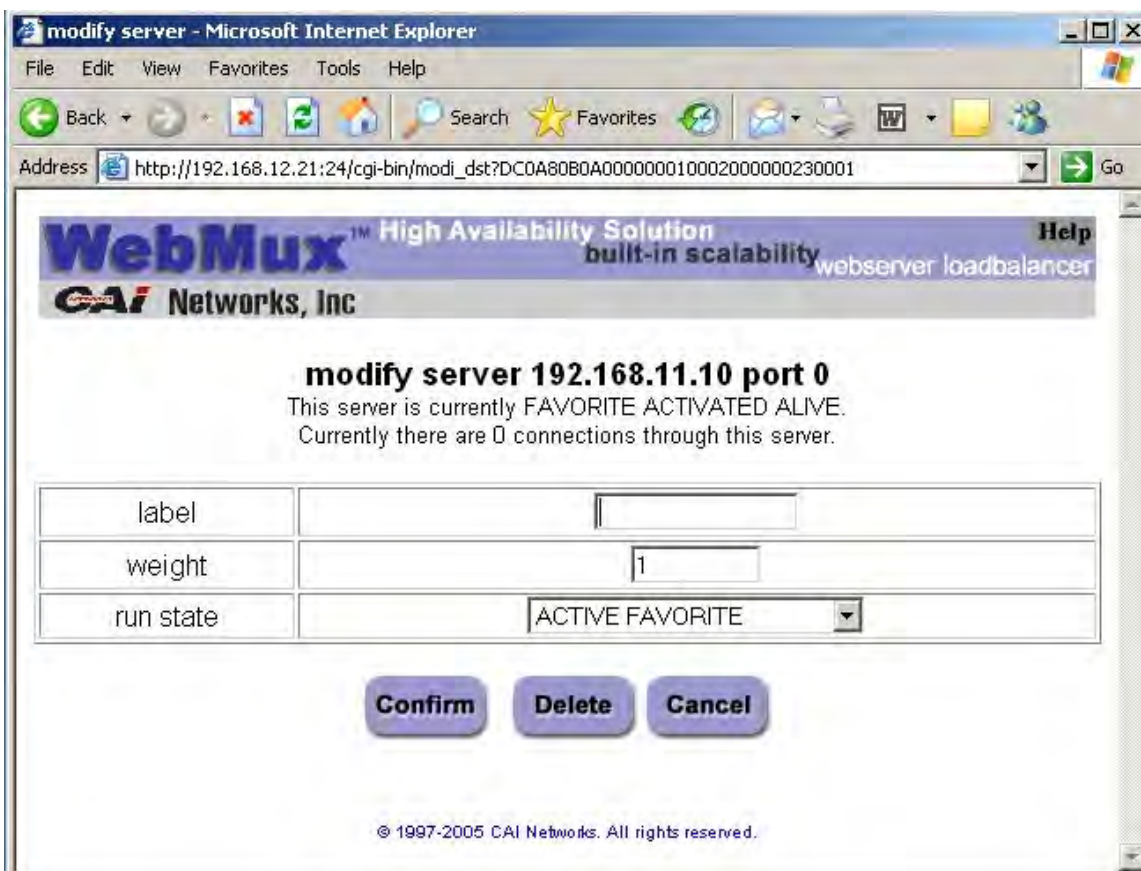 modify server - Microsoft Internet Explorer
File Edit View Favorites Tools Help
Back Search Favorites W
Address http://192.168.12.21:24/cgi-bin/modi_dst?DC0A80B0A0000000100020000000230001 Go
WebMux™ High Availability Solution Help
built-in scalability webserver loadbalancer
CAI Networks, Inc
modify server 192.168.11.10 port 0
This server is currently FAVORITE ACTIVATED ALIVE.
Currently there are 0 connections through this server.
label
weight 1
run state ACTIVE FAVORITE
Confirm Delete Cancel
© 1997-2005 CAI Networks. All rights reserved.